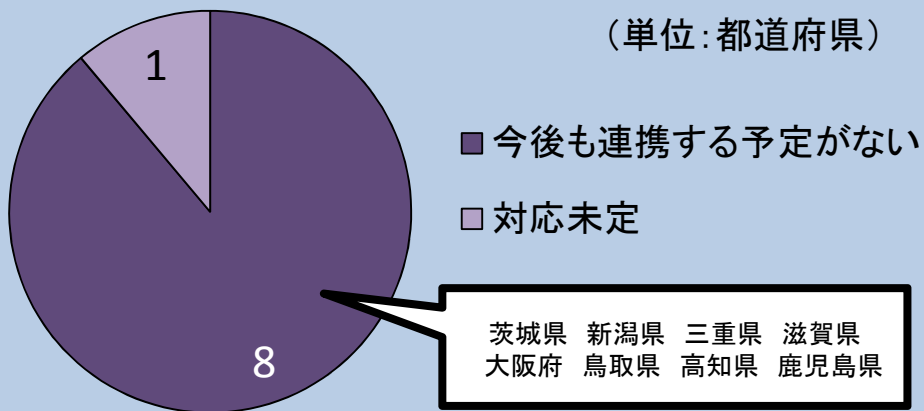 (単位:都道府県)
1
今後も連携する予定がない
対応未定
8
茨城県 新潟県 三重県 滋賀県
大阪府 鳥取県 高知県 鹿児島県